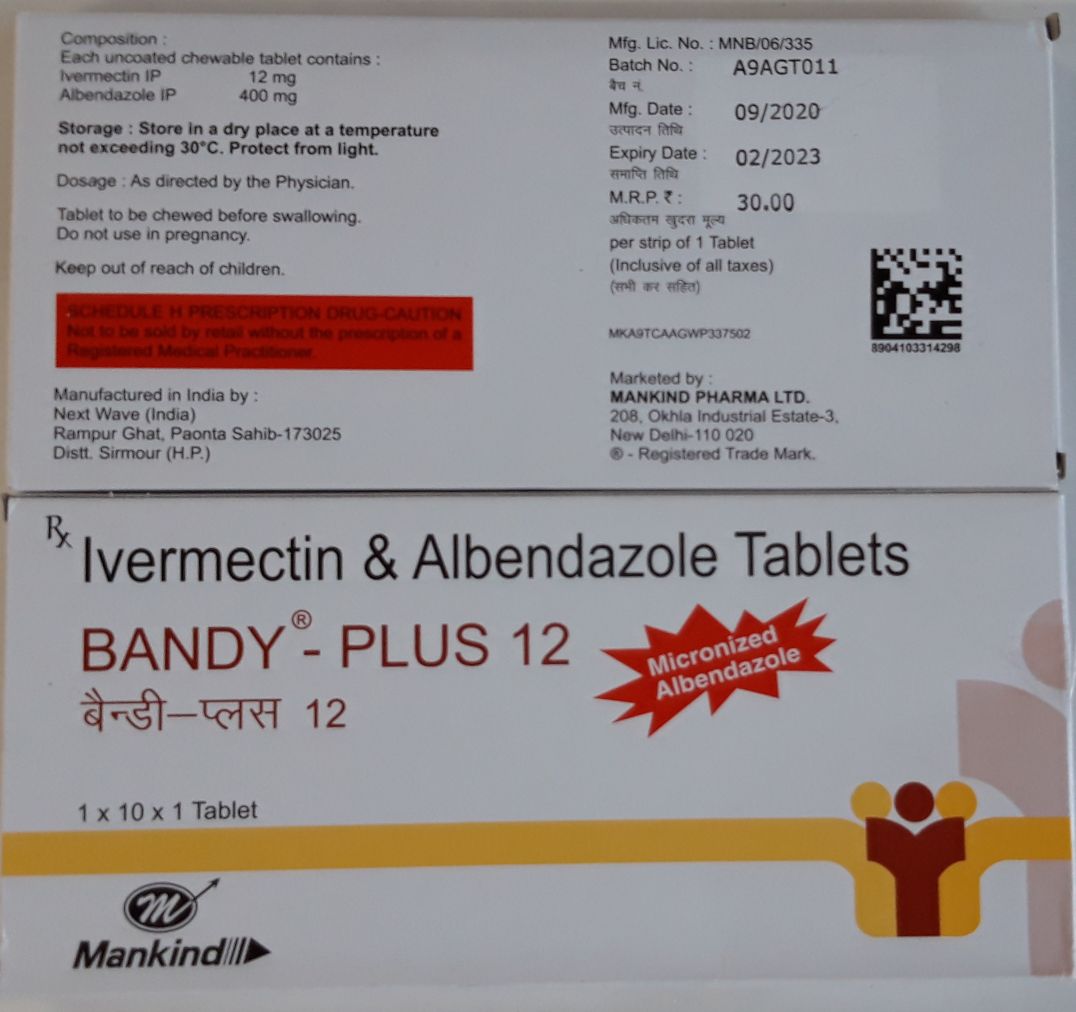 Composition :
Each uncoated chewable tablet contains :
Ivermectin IP 12 mg
Albendazole IP 400 mg
Storage : Store in a dry place at a temperature
not exceeding 30°C. Protect from light.
Dosage : As directed by the Physician.
Tablet to be chewed before swallowing.
Do not use in pregnancy.
Keep out of reach of children.
SCHEDULE H PRESCRIPTION DRUG-CAUTION
Not to be sold by retail without the prescription of a
Registered Medical Practitioner.
Manufactured in India by :
Next Wave (India)
Rampur Ghat, Paonta Sahib-173025
Distt. Sirmour (H.P.)
Mfg. Lic. No. : MNB/06/335
Batch No. : A9AGT011
बैच नं.
Mfg. Date : 09/2020
उत्पादन तिथि
Expiry Date : 02/2023
समाप्ति तिथि
M.R.P. ₹ : 30.00
अधिकतम खुदरा मूल्य
per strip of 1 Tablet
(Inclusive of all taxes)
(सभी कर सहित)
MKA9TCAAGWP337502
8904103314298
Marketed by :
MANKIND PHARMA LTD.
208, Okhla Industrial Estate-3,
New Delhi-110 020
® - Registered Trade Mark.
Rx Ivermectin & Albendazole Tablets
BANDY® - PLUS 12
बैन्डी–प्लस 12
Micronized
Albendazole
1 x 10 x 1 Tablet
m
Mankind